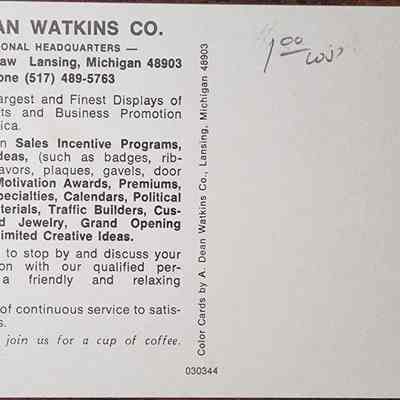 AN WATKINS CO.
ONAL HEADQUARTERS —
aw Lansing, Michigan 48903
one (517) 489-5763
argest and Finest Displays of
ts and Business Promotion
ica.
n Sales Incentive Programs,
deas, (such as badges, rib-
avors, plaques, gavels, door
Motivation Awards, Premiums,
pecialties, Calendars, Political
terials, Traffic Builders, Cus-
d Jewelry, Grand Opening
limited Creative Ideas.
to stop by and discuss your
on with our qualified per-
a friendly and relaxing
of continuous service to satis-
s.
join us for a cup of coffee.
Color Cards by A. Dean Watkins Co., Lansing, Michigan 48903
030344
1.00